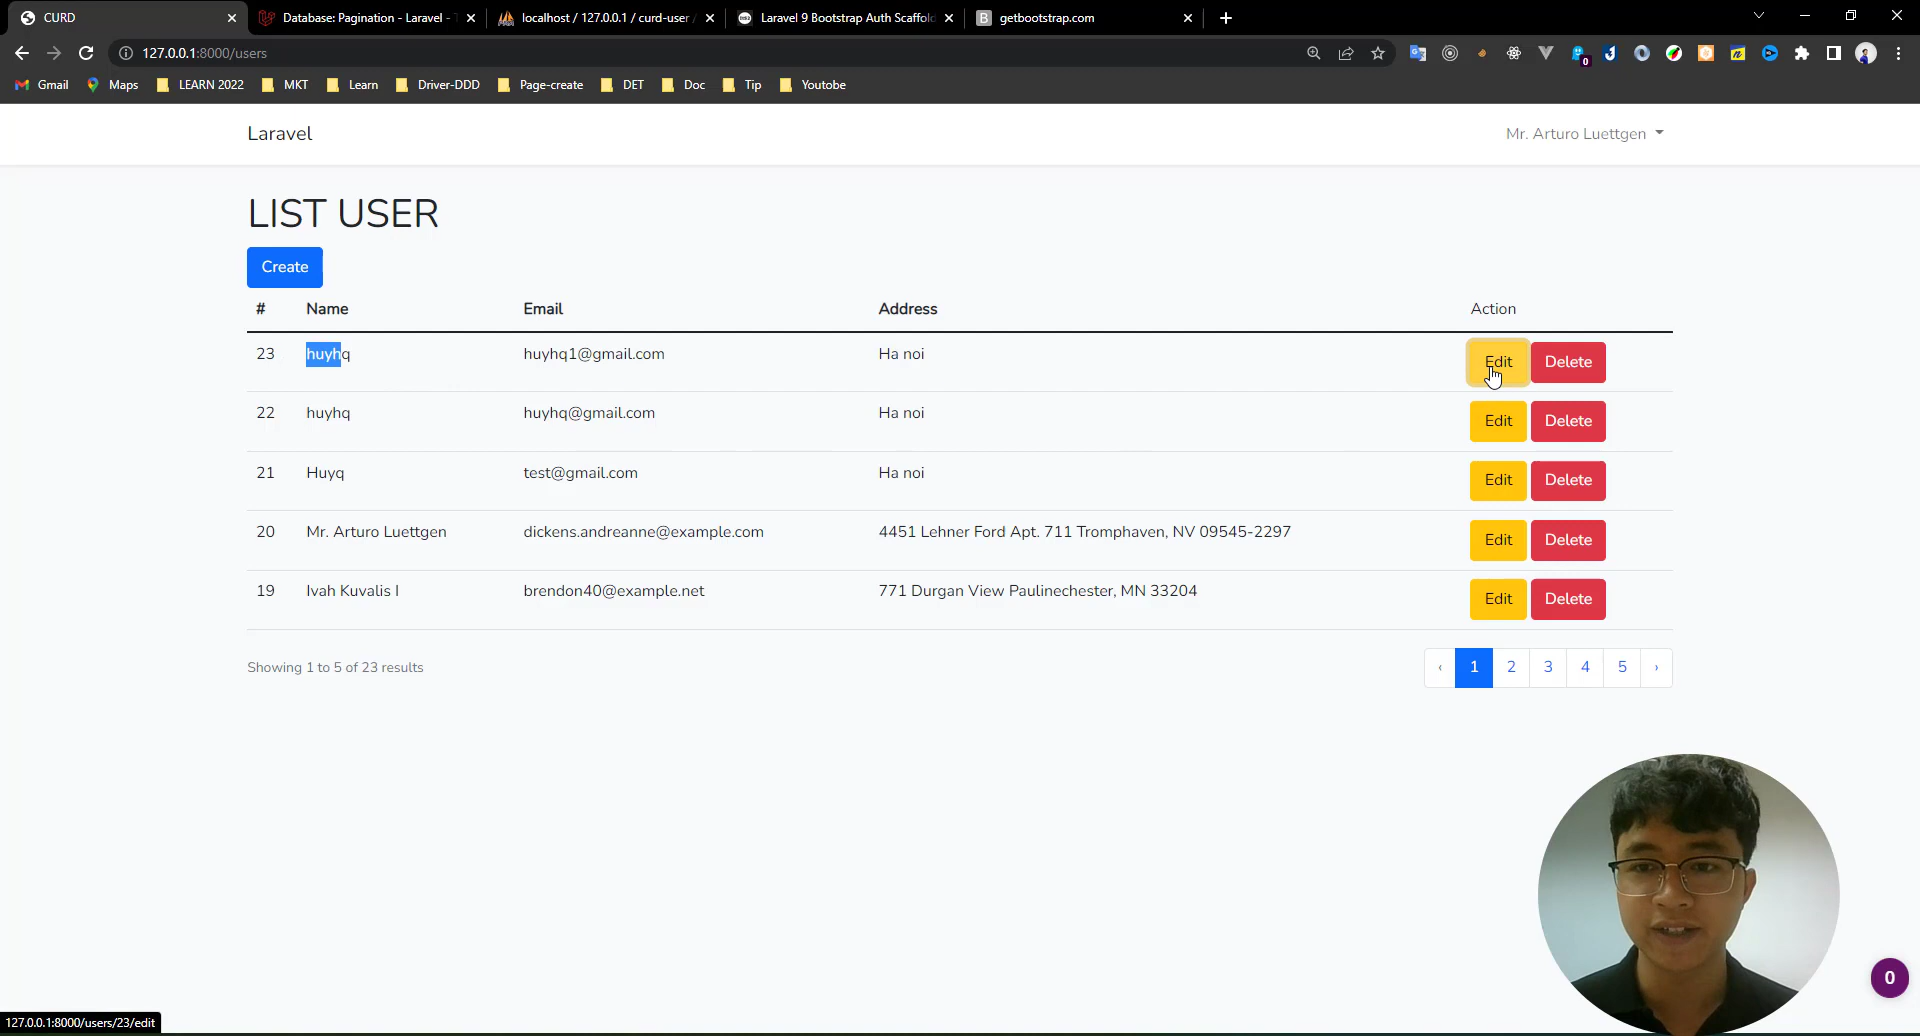 CURD
Database: Pagination - Laravel - T
localhost / 127.0.0.1 / curd-user /
Laravel 9 Bootstrap Auth Scaffold
getbootstrap.com
127.0.0.1:8000/users
0
Gmail
Maps
LEARN 2022
MKT
Learn
Driver-DDD
Page-create
DET
Doc
Tip
Youtobe
Laravel
Mr. Arturo Luettgen
LIST USER
Create
# Name Email Address Action
23 huyhq huyhq1@gmail.com Ha noi Edit Delete
22 huyhq huyhq@gmail.com Ha noi Edit Delete
21 Huyq test@gmail.com Ha noi Edit Delete
20 Mr. Arturo Luettgen dickens.andreanne@example.com 4451 Lehner Ford Apt. 711 Tromphaven, NV 09545-2297 Edit Delete
19 Ivah Kuvalis I brendon40@example.net 771 Durgan View Paulinechester, MN 33204 Edit Delete
Showing 1 to 5 of 23 results
‹ 1 2 3 4 5 ›
0
127.0.0.1:8000/users/23/edit